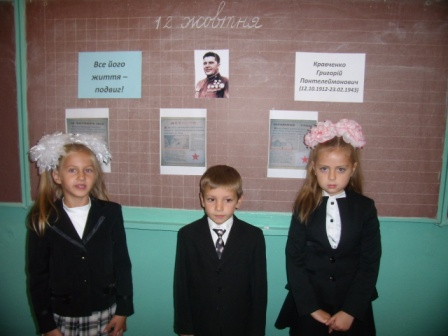 12 жовтня
Все його
життя –
подвиг!
Кравченко
Григорій
Пантелеймонович
(12.10.1912-23.02.1943)